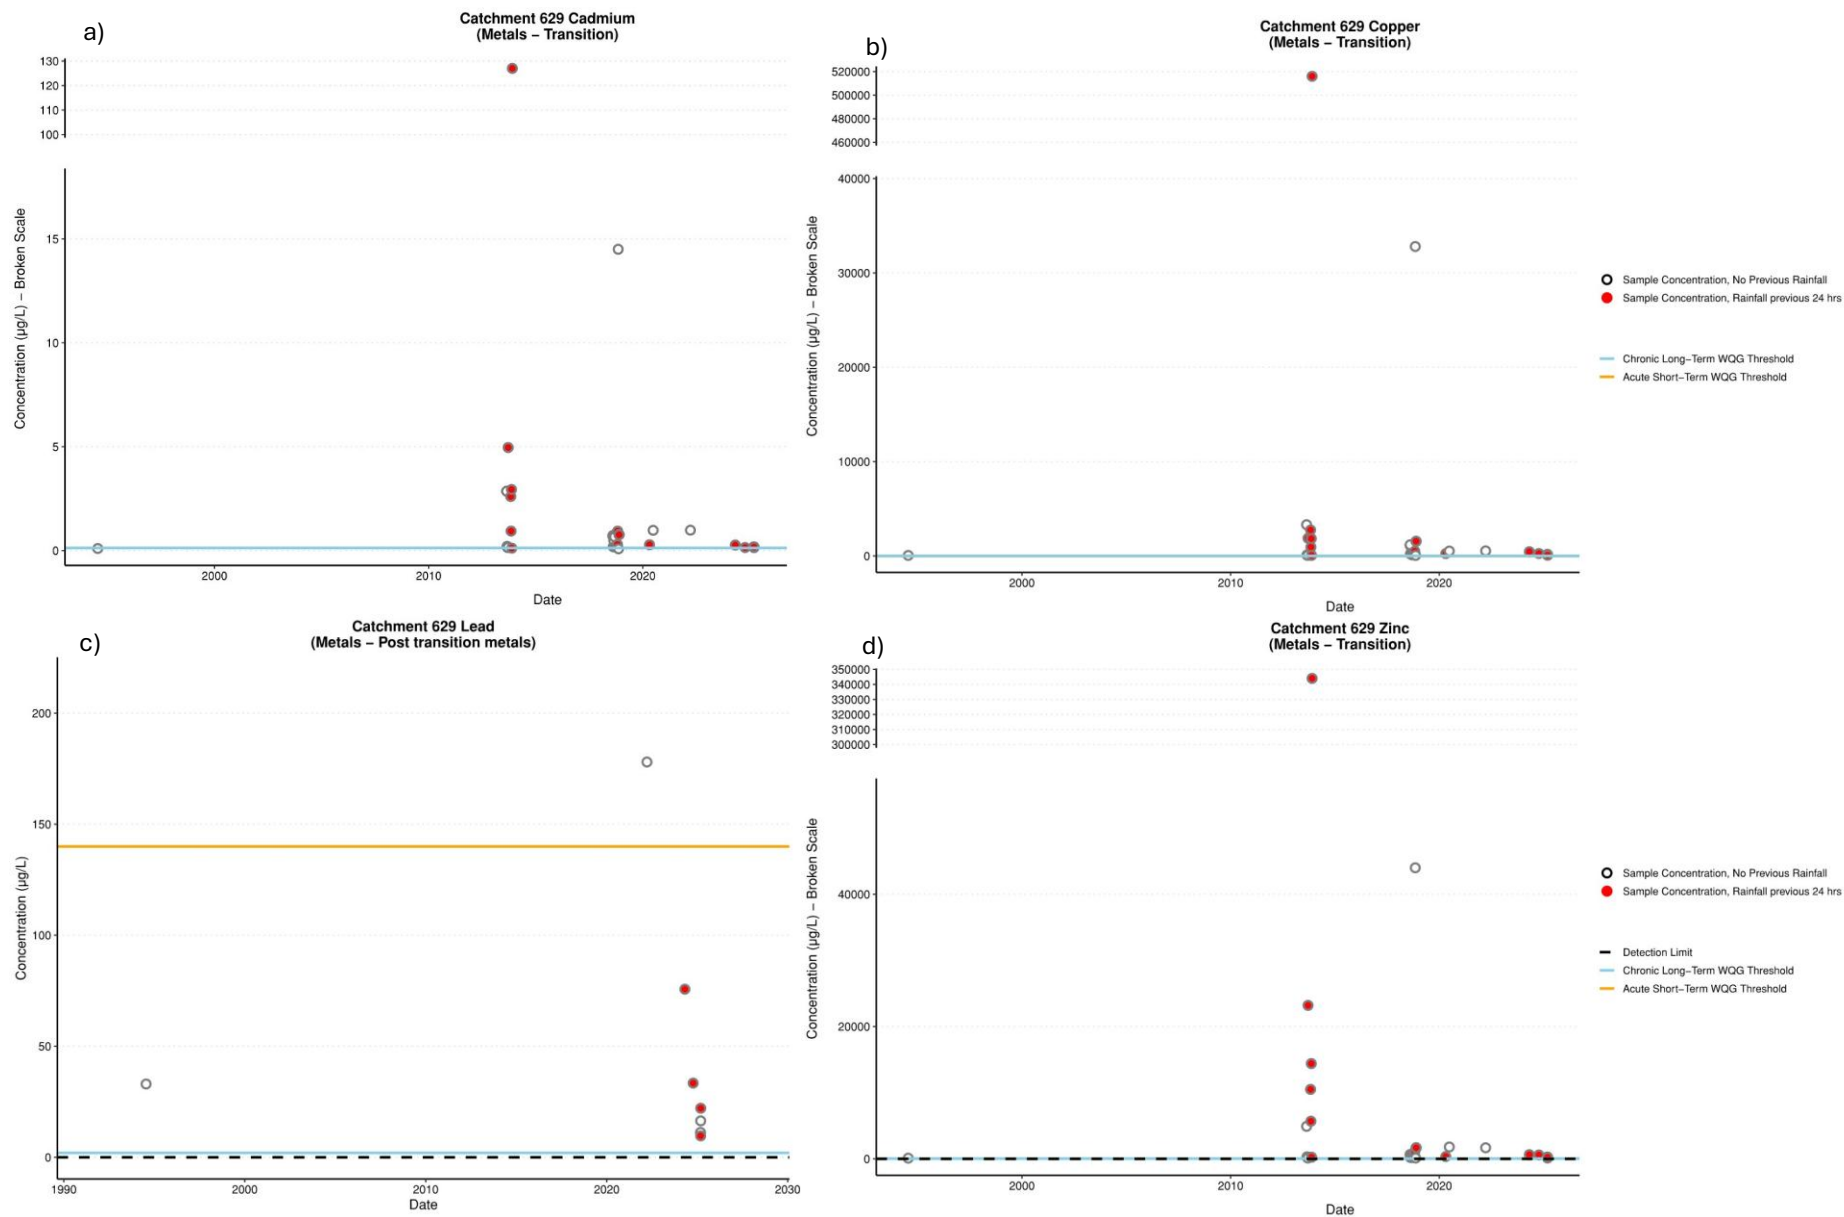 a)
Catchment 629 Cadmium
(Metals – Transition)
130
120
110
100
15
10
5
0
Concentration (µg/L) – Broken Scale
2000
2010
2020
Date
b)
Catchment 629 Copper
(Metals – Transition)
520000
500000
480000
460000
40000
30000
20000
10000
0
Concentration (µg/L) – Broken Scale
2000
2010
2020
Date
Sample Concentration, No Previous Rainfall
Sample Concentration, Rainfall previous 24 hrs
Chronic Long–Term WQG Threshold
Acute Short–Term WQG Threshold
c)
Catchment 629 Lead
(Metals – Post transition metals)
200
150
100
50
0
Concentration (µg/L)
1990
2000
2010
2020
2030
Date
d)
Catchment 629 Zinc
(Metals – Transition)
350000
340000
330000
320000
310000
300000
40000
20000
0
Concentration (µg/L) – Broken Scale
2000
2010
2020
Date
Sample Concentration, No Previous Rainfall
Sample Concentration, Rainfall previous 24 hrs
Detection Limit
Chronic Long–Term WQG Threshold
Acute Short–Term WQG Threshold